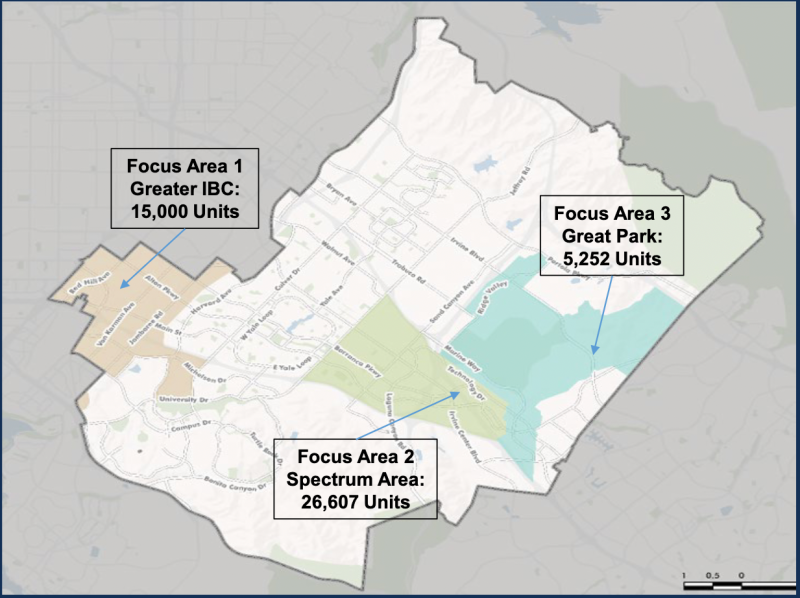 Focus Area 1
Greater IBC:
15,000 Units
Focus Area 3
Great Park:
5,252 Units
Focus Area 2
Spectrum Area:
26,607 Units
Bryan Ave
Jeffrey Rd
Irvine Blvd
Walnut Ave
Trabuco Rd
Portola Pkwy
Red Hill Ave
Alton Pkwy
Culver Dr
Yale Ave
Sand Canyon Ave
Ridge Valley
Harvard Ave
Von Karman Ave
Jamboree Rd
Main St
W Yale Loop
E Yale Loop
Barranca Pkwy
Marine Way
Technology Dr
Michelson Dr
University Dr
Campus Dr
Turtle Rock Dr
Bonita Canyon Dr
Laguna Canyon Rd
Irvine Center Blvd
1 0.5 0